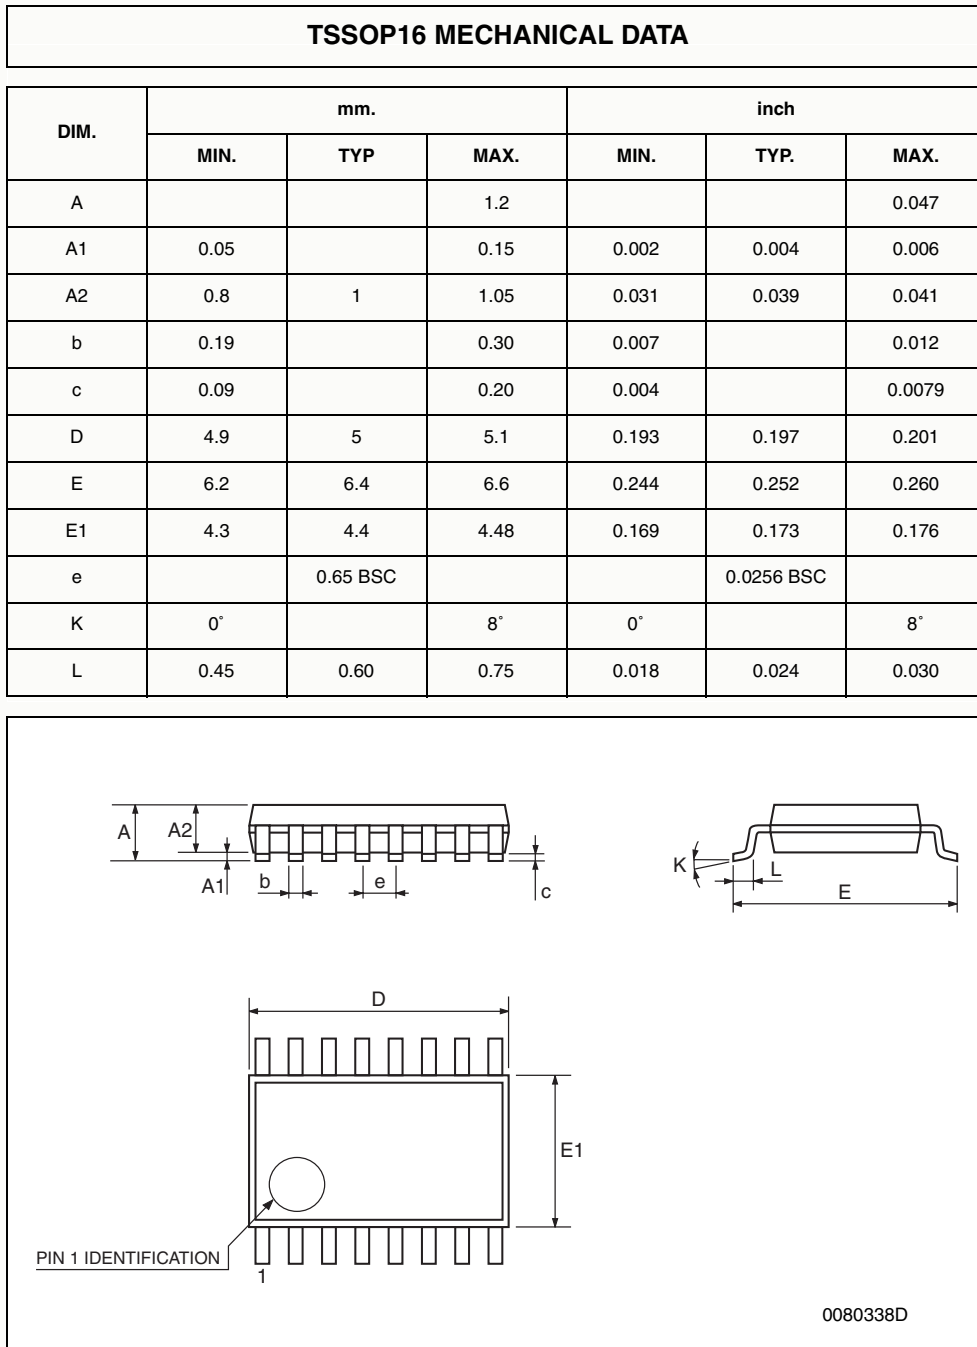 TSSOP16 MECHANICAL DATA
DIM. mm. inch
MIN. TYP MAX. MIN. TYP. MAX.
A 1.2 0.047
A1 0.05 0.15 0.002 0.004 0.006
A2 0.8 1 1.05 0.031 0.039 0.041
b 0.19 0.30 0.007 0.012
c 0.09 0.20 0.004 0.0079
D 4.9 5 5.1 0.193 0.197 0.201
E 6.2 6.4 6.6 0.244 0.252 0.260
E1 4.3 4.4 4.48 0.169 0.173 0.176
e 0.65 BSC 0.0256 BSC
K 0° 8° 0° 8°
L 0.45 0.60 0.75 0.018 0.024 0.030
A A2
A1 b e c
K L
E
D
E1
PIN 1 IDENTIFICATION
1
0080338D